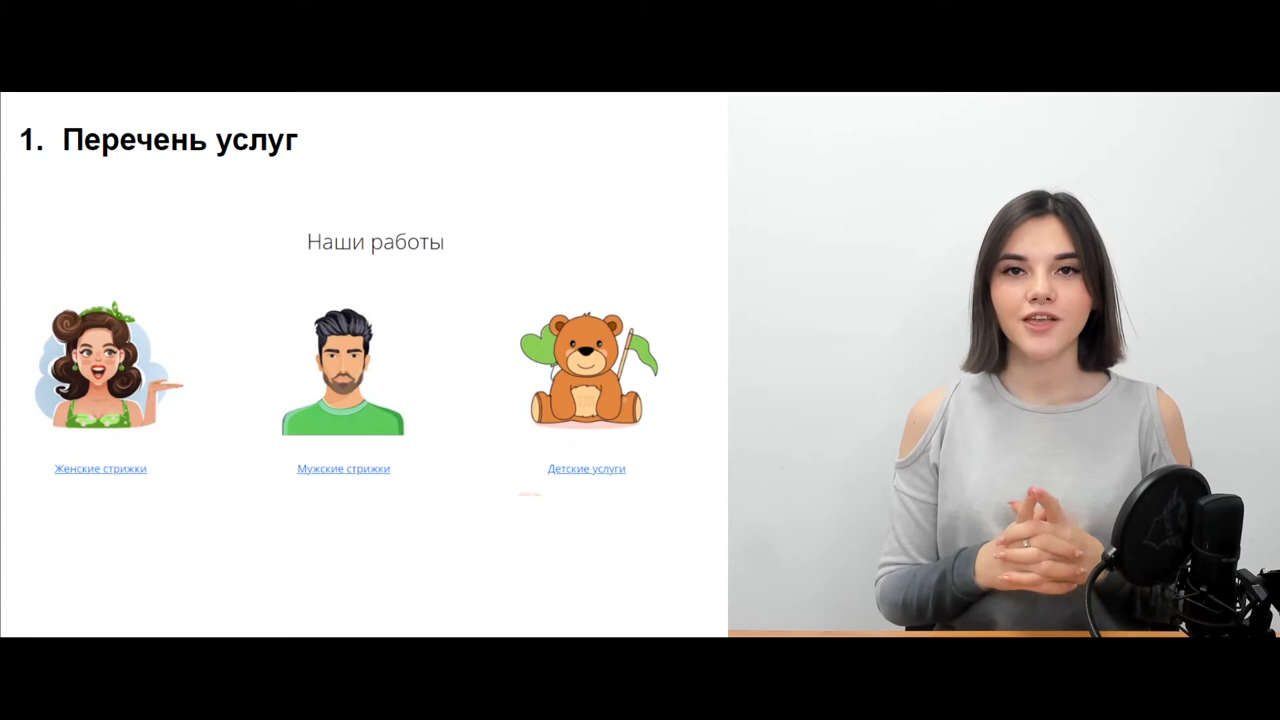 1. Перечень услуг
Наши работы
Женские стрижки
Мужские стрижки
Детские услуги